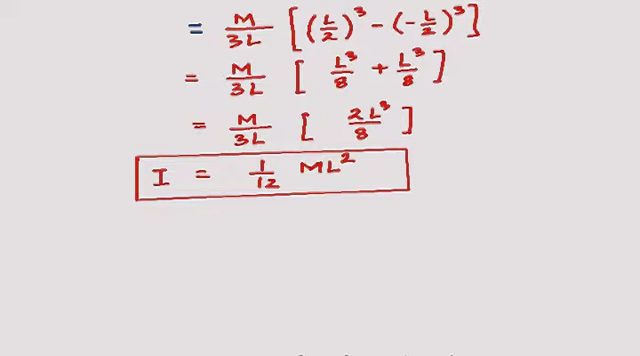 = M/3L [(L/2)³ - (-L/2)³]
= M/3L [ L³/8 + L³/8 ]
= M/3L [ 2L³/8 ]
I = 1/12 ML²